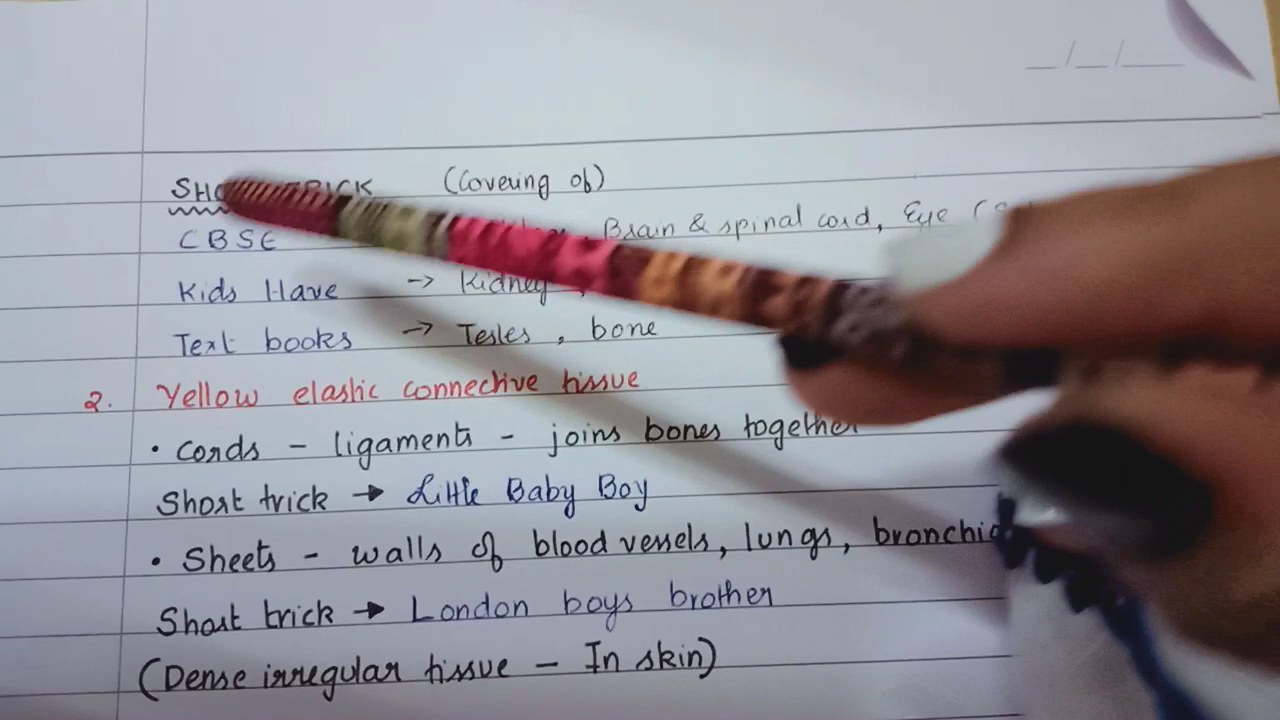 TRICK (Covering of)
CBSE Brain & spinal cord, Eye
Kids Have → Kidney,
Text books → Testes, bone
2. Yellow elastic connective tissue
• cords - ligaments - joins bones together
Short trick → Little Baby Boy
• Sheets - walls of blood vessels, lungs,
Short trick → London boys brother
(Dense irregular tissue - In skin)